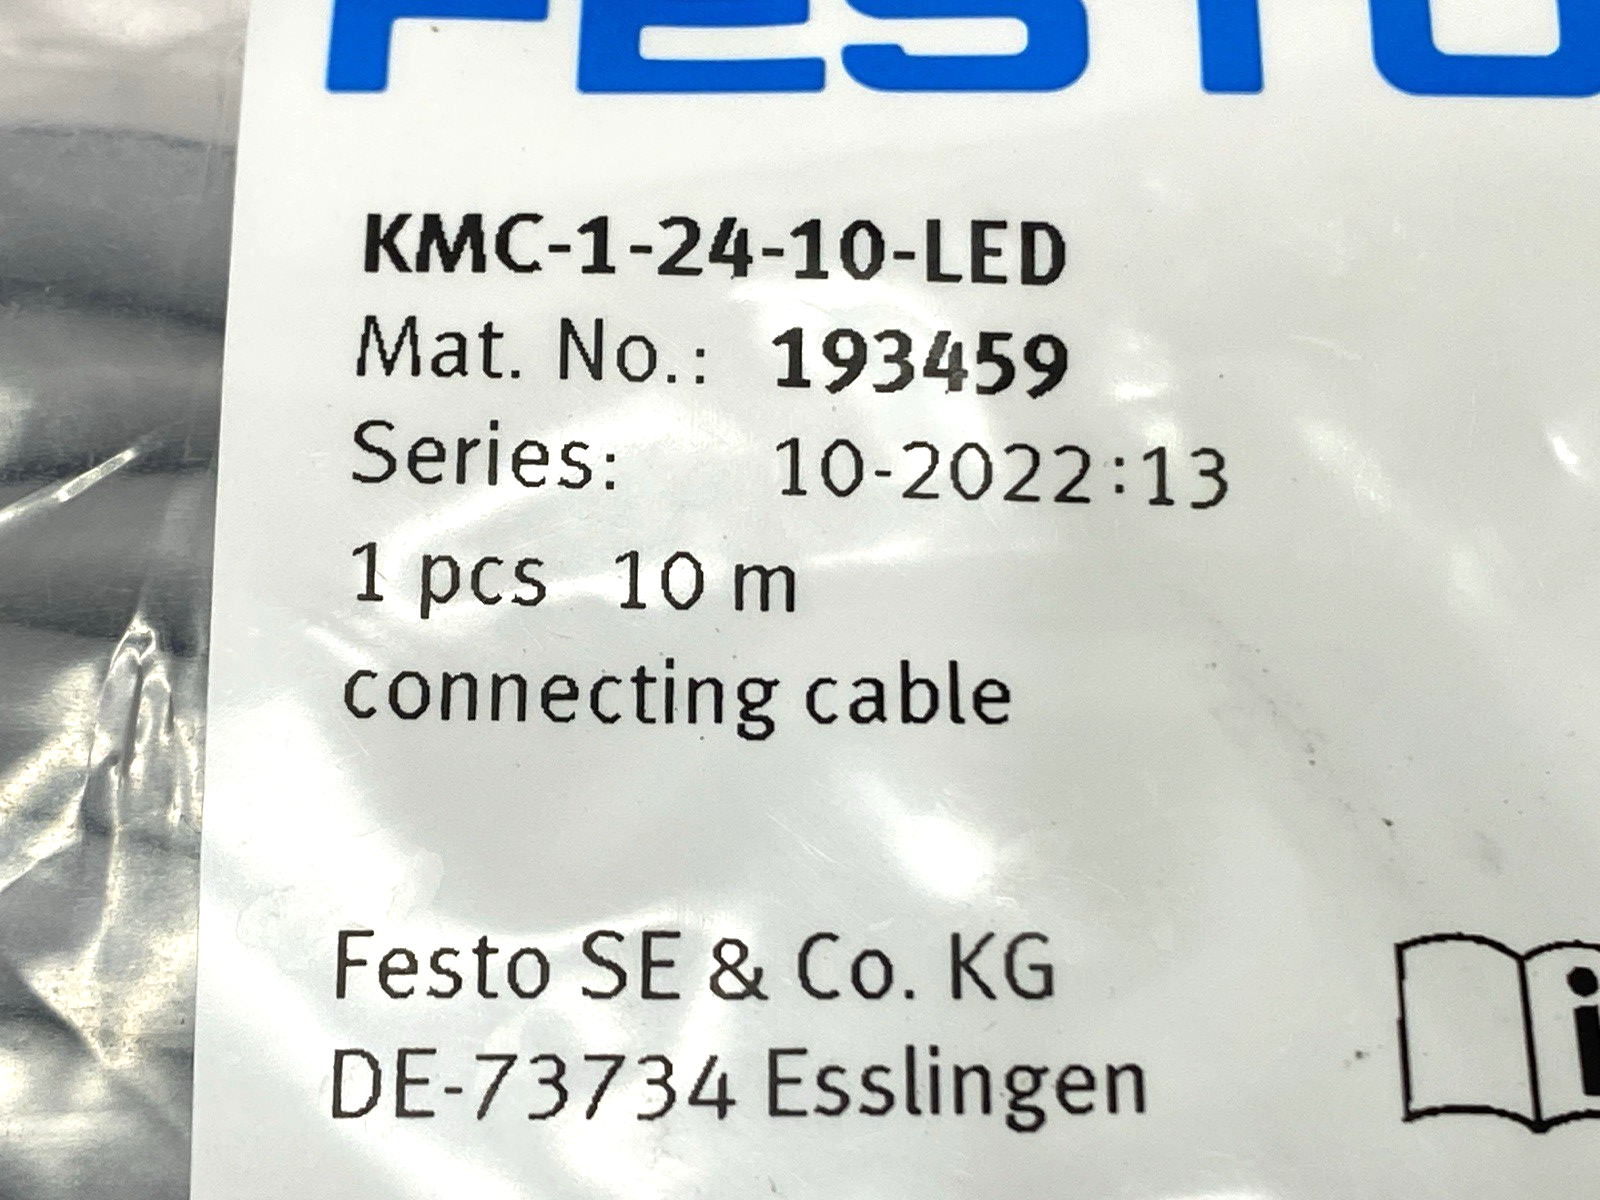 FESTO
KMC-1-24-10-LED
Mat. No.: 193459
Series: 10-2022:13
1 pcs 10 m
connecting cable
Festo SE & Co. KG
DE-73734 Esslingen
i